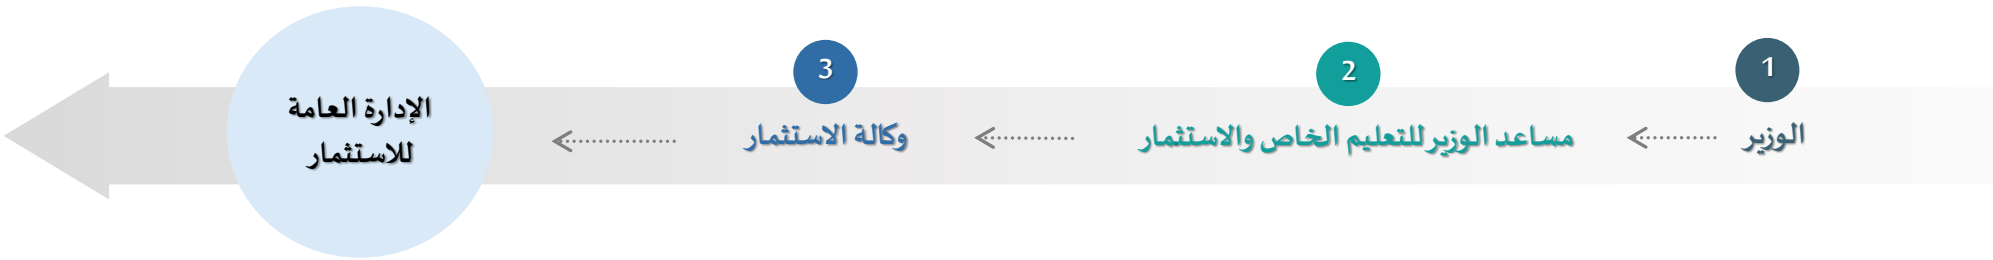 1
الوزير
2
مساعد الوزير للتعليم الخاص والاستثمار
3
وكالة الاستثمار
الإدارة العامة
للاستثمار